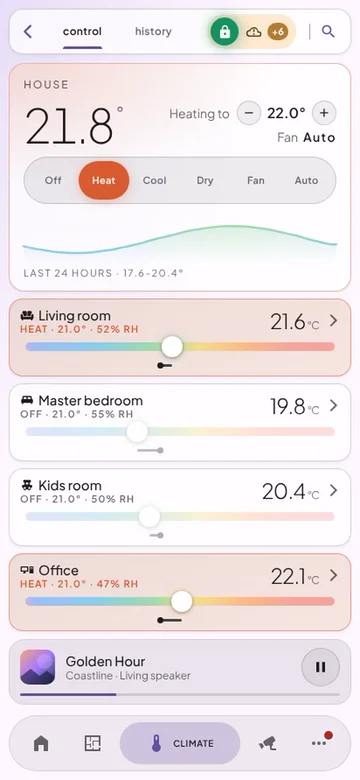 control
history
+6
HOUSE
21.8°
Heating to − 22.0° +
Fan Auto
Off Heat Cool Dry Fan Auto
LAST 24 HOURS · 17.6–20.4°
Living room
HEAT · 21.0° · 52% RH
21.6 °C
Master bedroom
OFF · 21.0° · 55% RH
19.8 °C
Kids room
OFF · 21.0° · 50% RH
20.4 °C
Office
HEAT · 21.0° · 47% RH
22.1 °C
Golden Hour
Coastline · Living speaker
CLIMATE